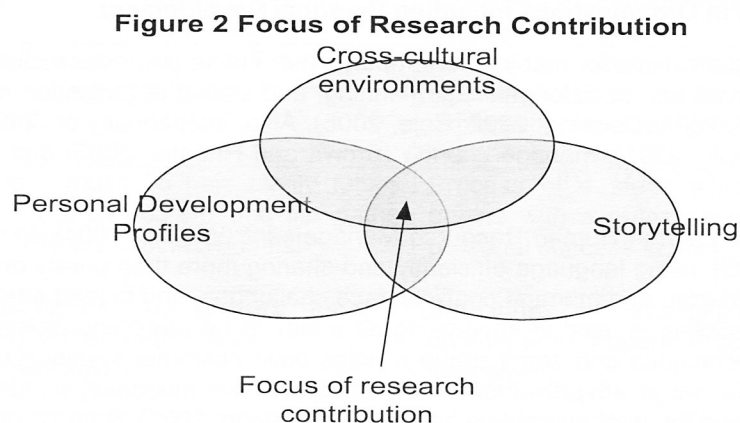 Figure 2 Focus of Research Contribution
Cross-cultural
environments
Personal Development
Profiles
Storytelling
Focus of research
contribution